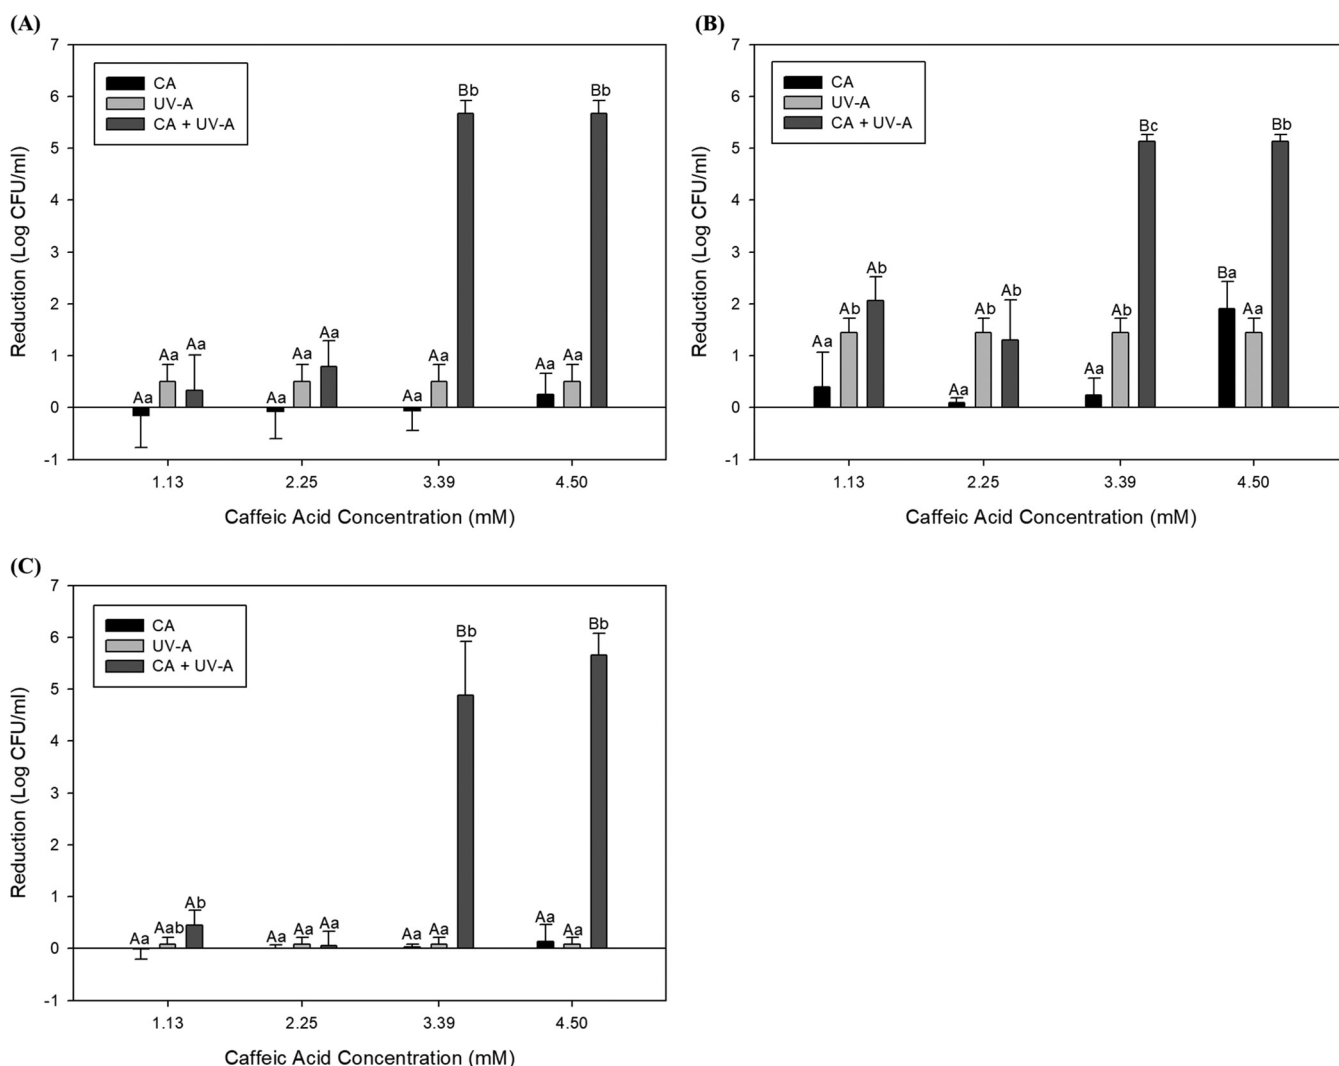 (A)
7
6
5
4
3
2
1
0
-1
Reduction (Log CFU/ml)
CA
UV-A
CA + UV-A
Aa
Aa
Aa
Aa
Aa
Aa
Aa
Aa
Bb
Aa
Aa
Bb
1.13
2.25
3.39
4.50
Caffeic Acid Concentration (mM)
(B)
7
6
5
4
3
2
1
0
-1
Reduction (Log CFU/ml)
CA
UV-A
CA + UV-A
Aa
Ab
Ab
Aa
Ab
Ab
Aa
Ab
Bc
Ba
Aa
Bb
1.13
2.25
3.39
4.50
Caffeic Acid Concentration (mM)
(C)
7
6
5
4
3
2
1
0
-1
Reduction (Log CFU/ml)
CA
UV-A
CA + UV-A
Aa
Aab
Ab
Aa
Aa
Aa
Aa
Aa
Bb
Aa
Aa
Bb
1.13
2.25
3.39
4.50
Caffeic Acid Concentration (mM)